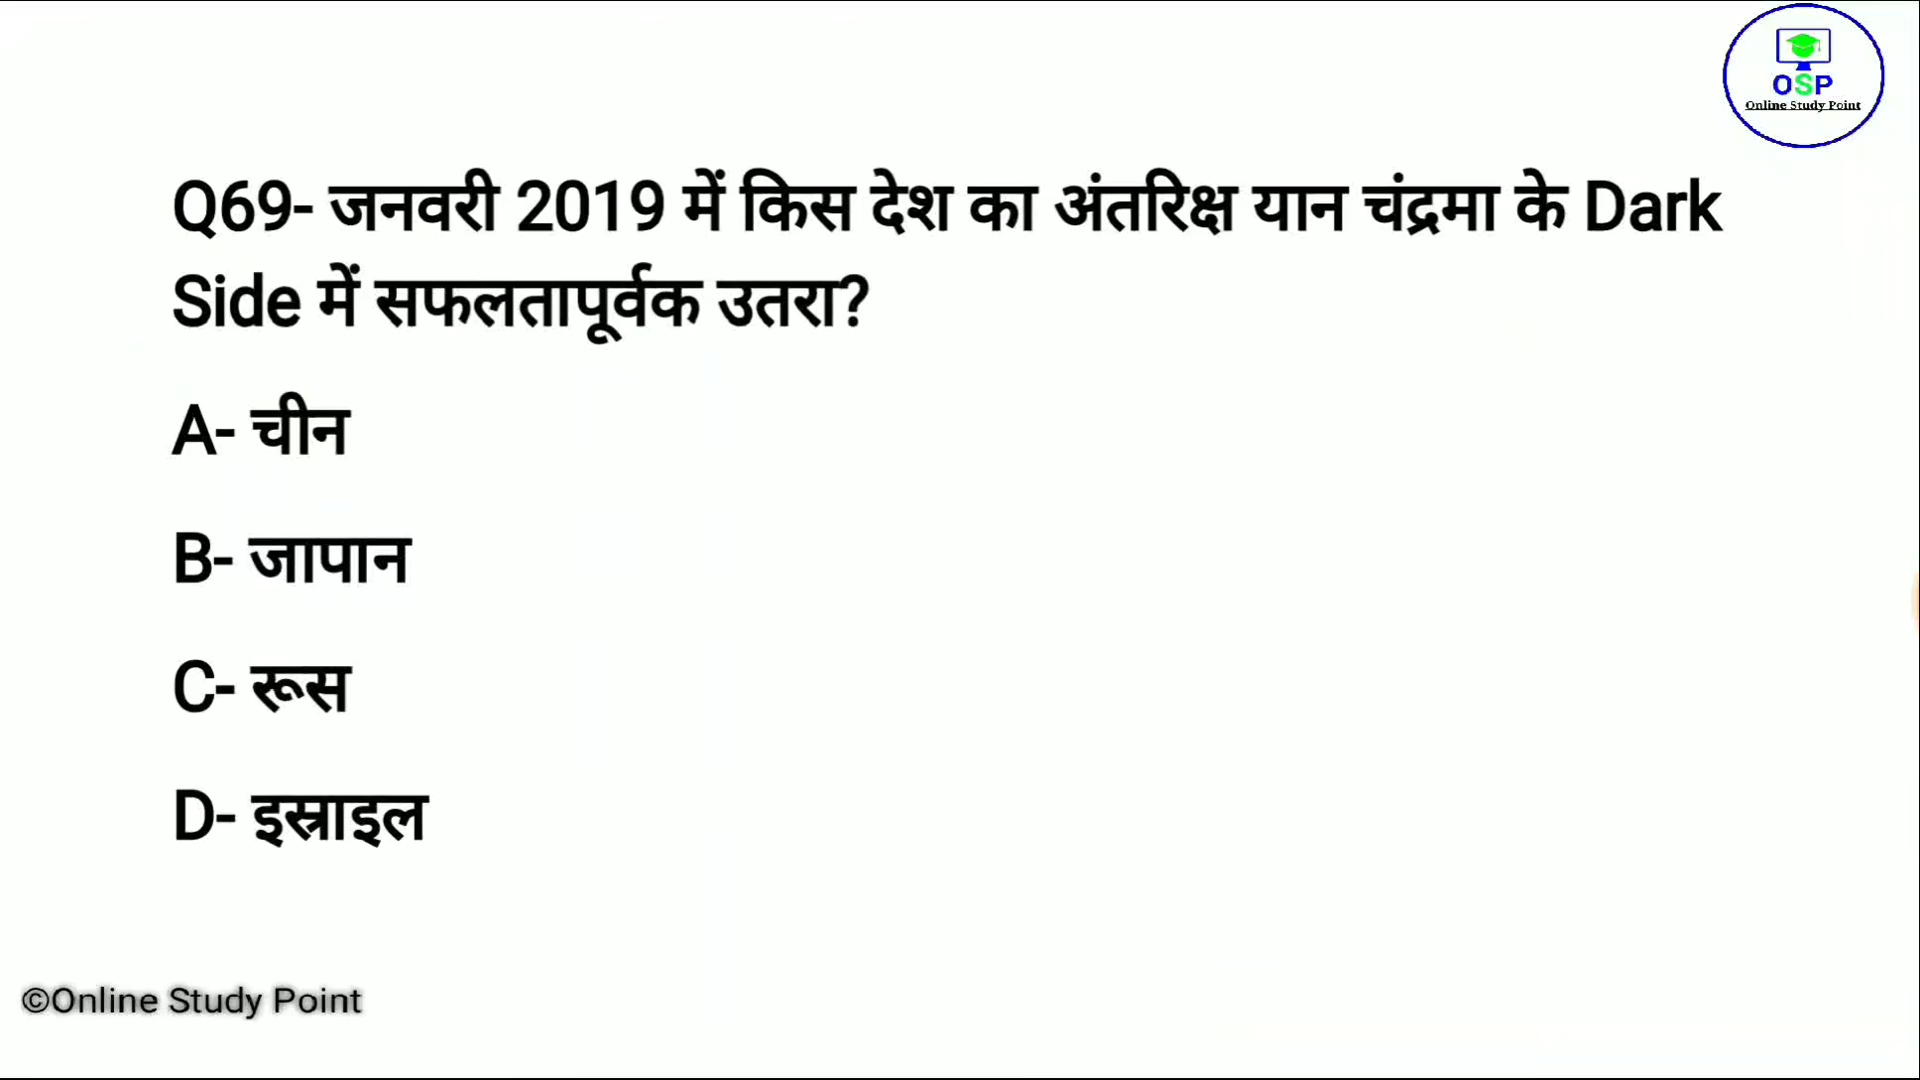 OSP
Online Study Point
Q69- जनवरी 2019 में किस देश का अंतरिक्ष यान चंद्रमा के Dark
Side में सफलतापूर्वक उतरा?
A- चीन
B- जापान
C- रूस
D- इस्राइल
©Online Study Point